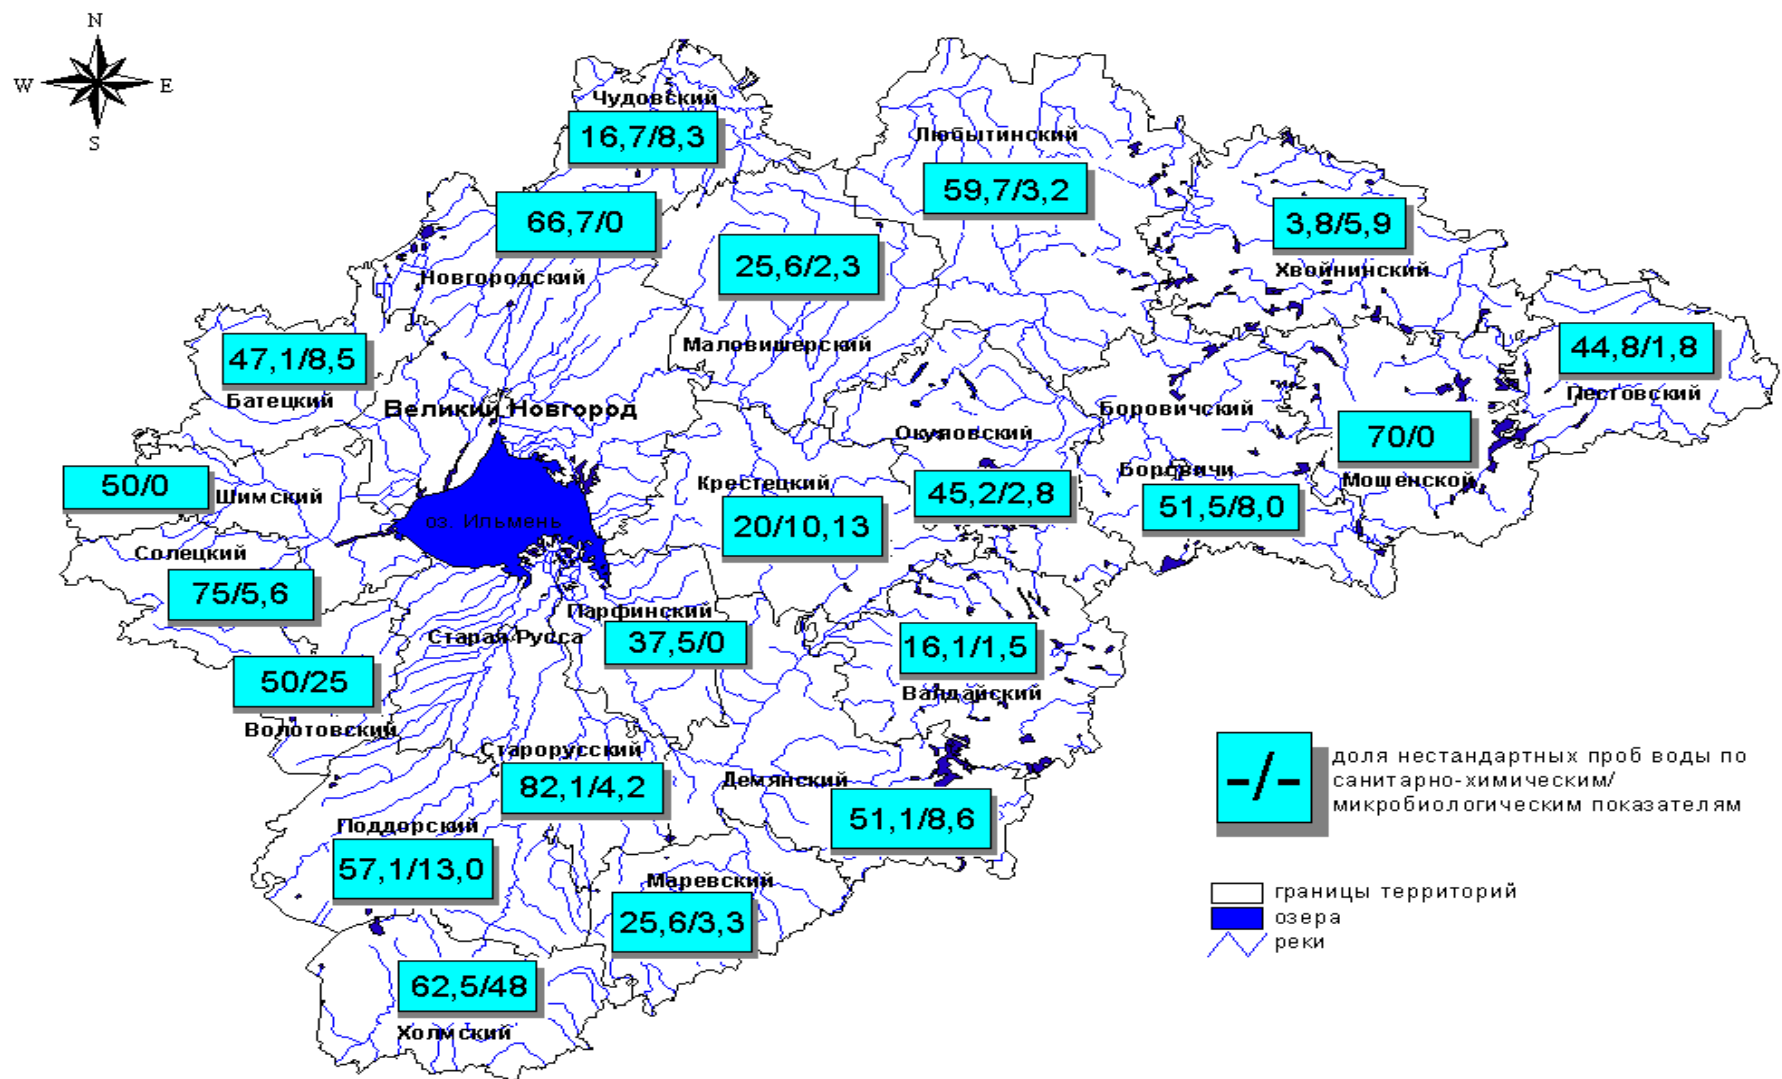 N
W
E
S
Чудовский
16,7/8,3
Любытинский
59,7/3,2
66,7/0
Новгородский
25,6/2,3
Маловишерский
3,8/5,9
Хвойнинский
47,1/8,5
Батецкий
44,8/1,8
Пестовский
Великий Новгород
Боровичский
70/0
Мошенской
Окуловский
45,2/2,8
Боровичи
51,5/8,0
50/0
Шимский
Крестецкий
20/10,13
оз. Ильмень
Солецкий
75/5,6
Парфинский
37,5/0
Старая Русса
16,1/1,5
Валдайский
50/25
Волотовский
Старорусский
82,1/4,2
Демянский
51,1/8,6
-/-
доля нестандартных проб воды по
санитарно-химическим/
микробиологическим показателям
Поддорский
57,1/13,0
Маревский
25,6/3,3
границы территорий
озера
реки
62,5/48
Холмский